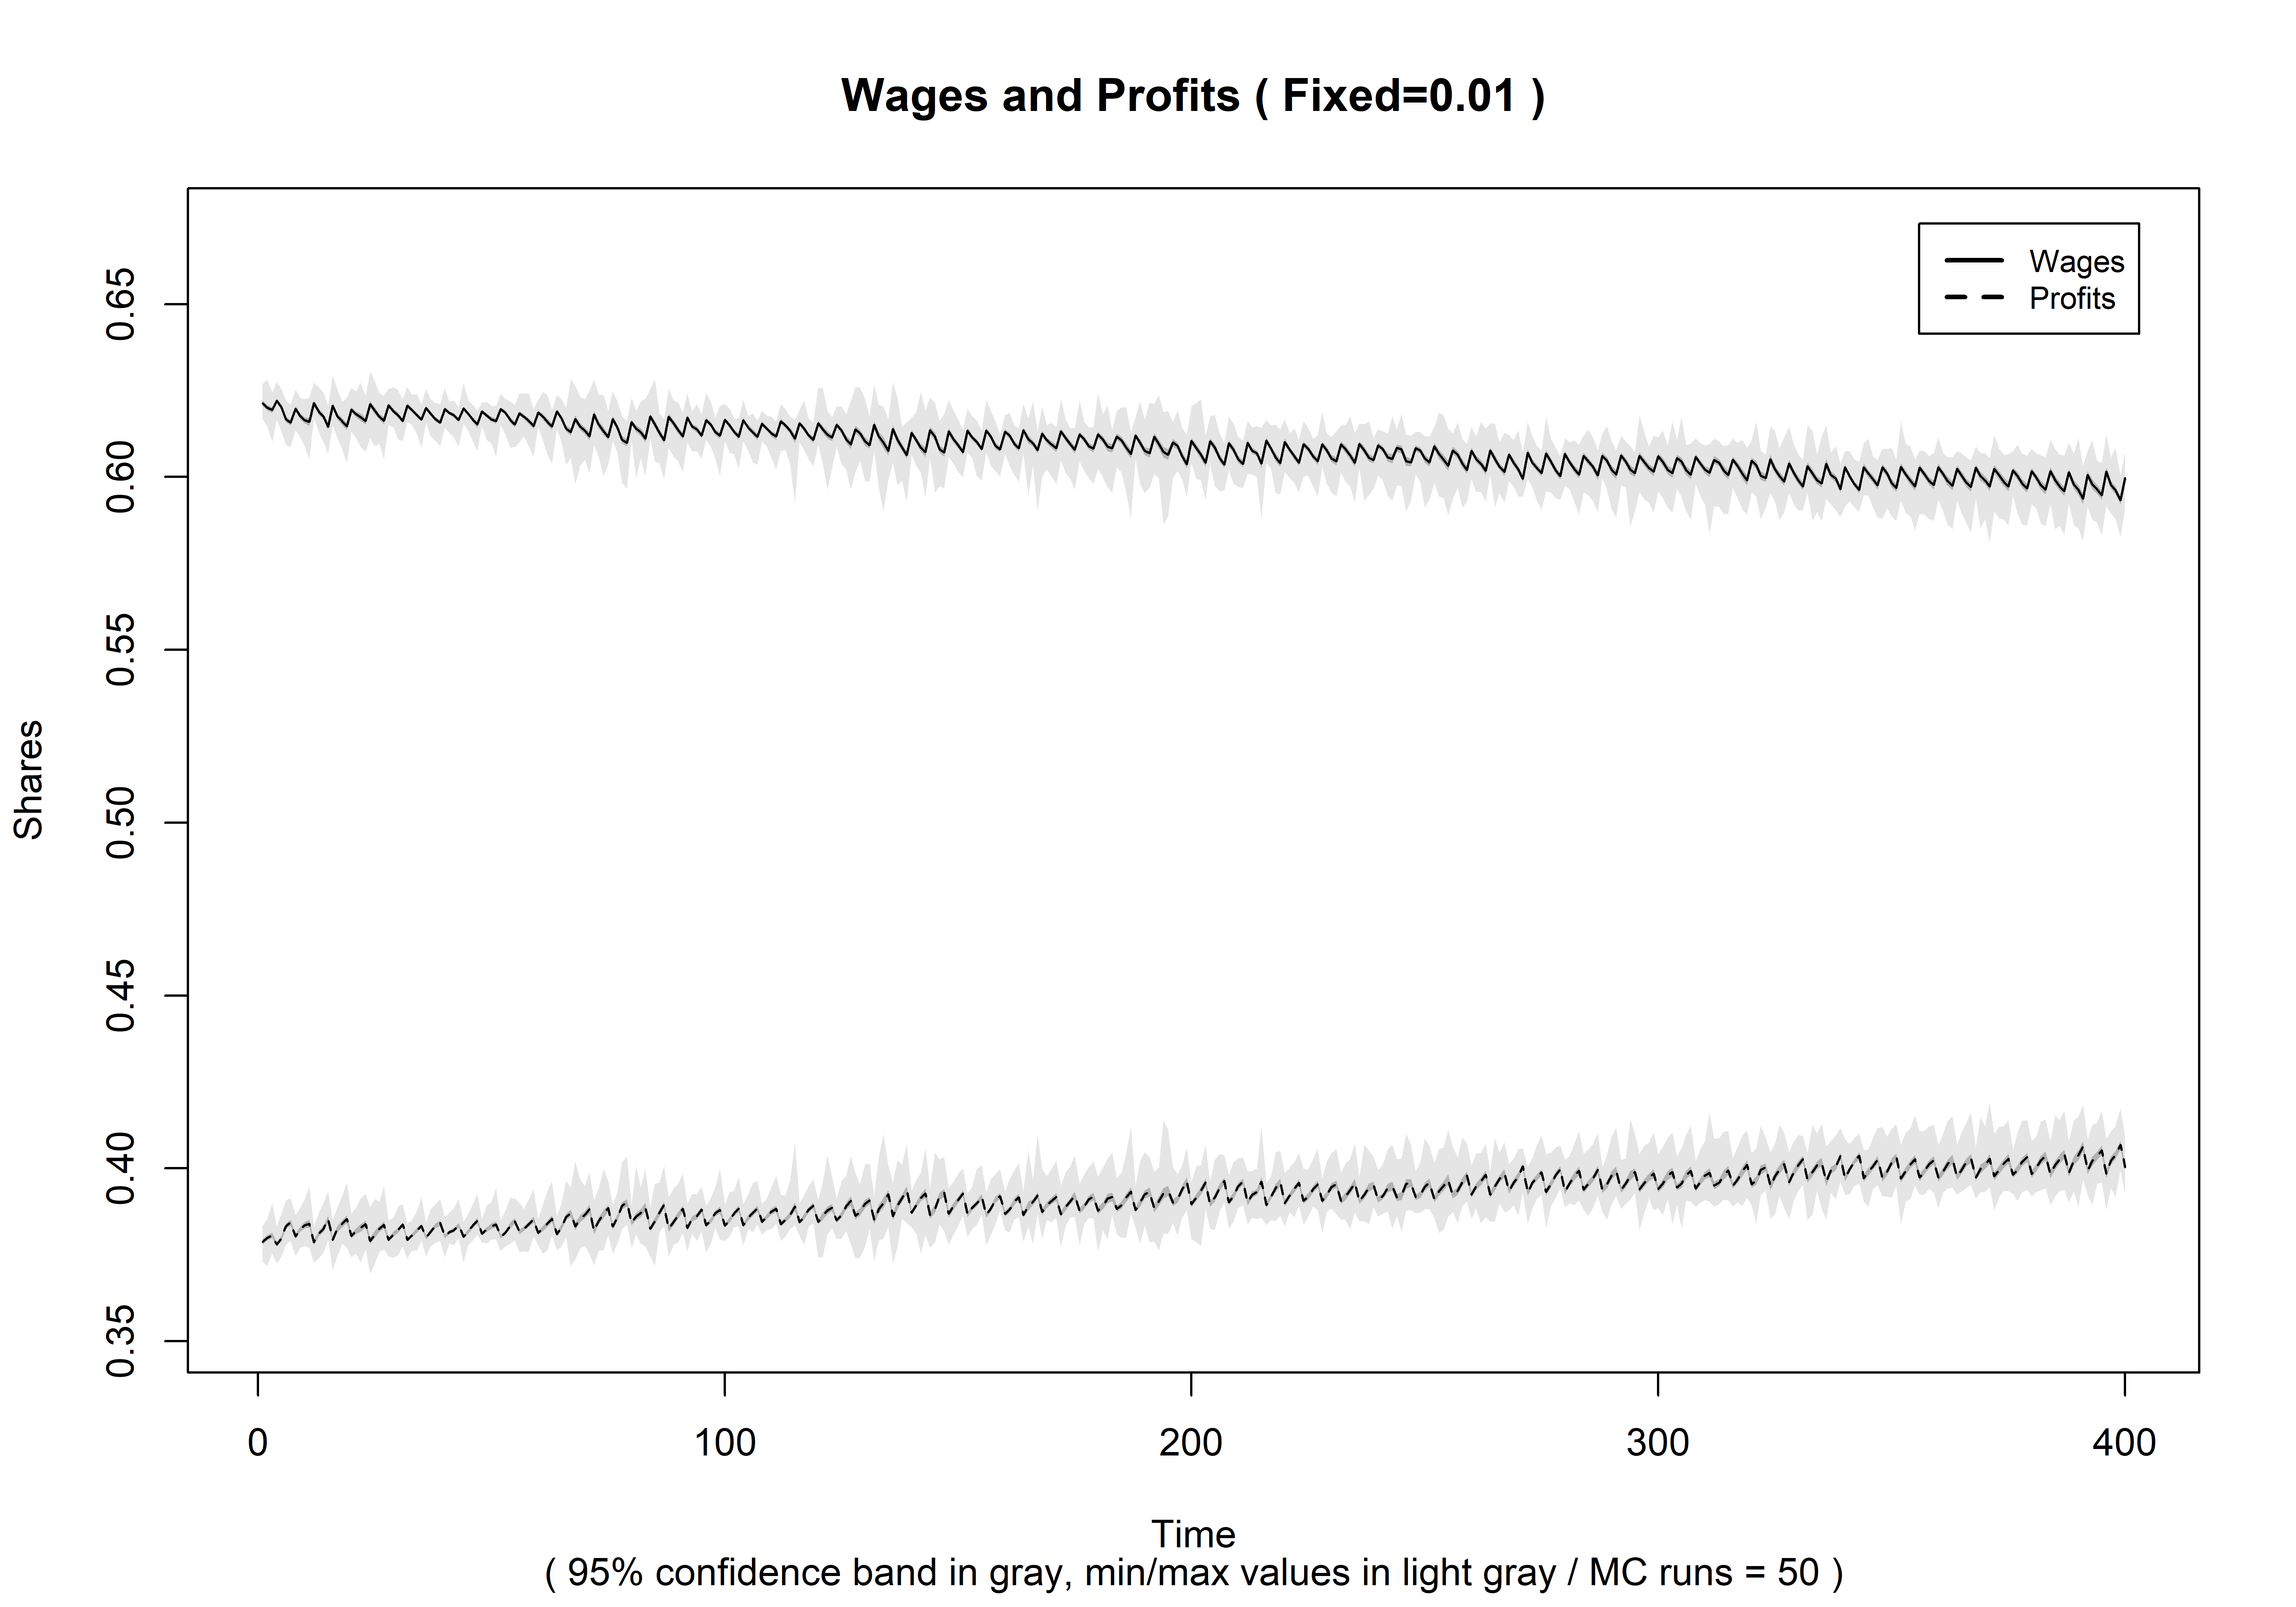 Wages and Profits ( Fixed=0.01 )
Wages
Profits
0.65
0.60
0.55
0.50
0.45
0.40
0.35
Shares
0 100 200 300 400
Time
( 95% confidence band in gray, min/max values in light gray / MC runs = 50 )